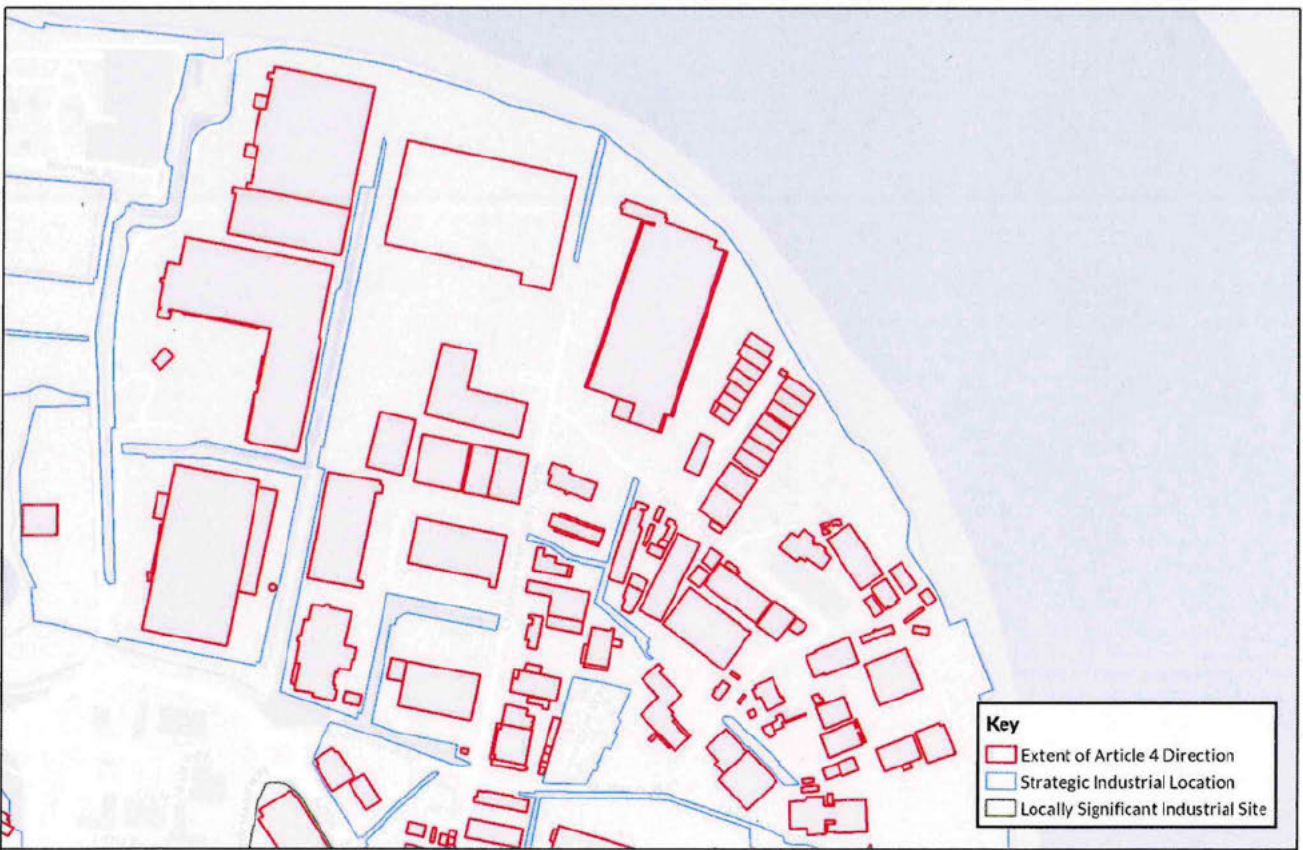 Key
Extent of Article 4 Direction
Strategic Industrial Location
Locally Significant Industrial Site